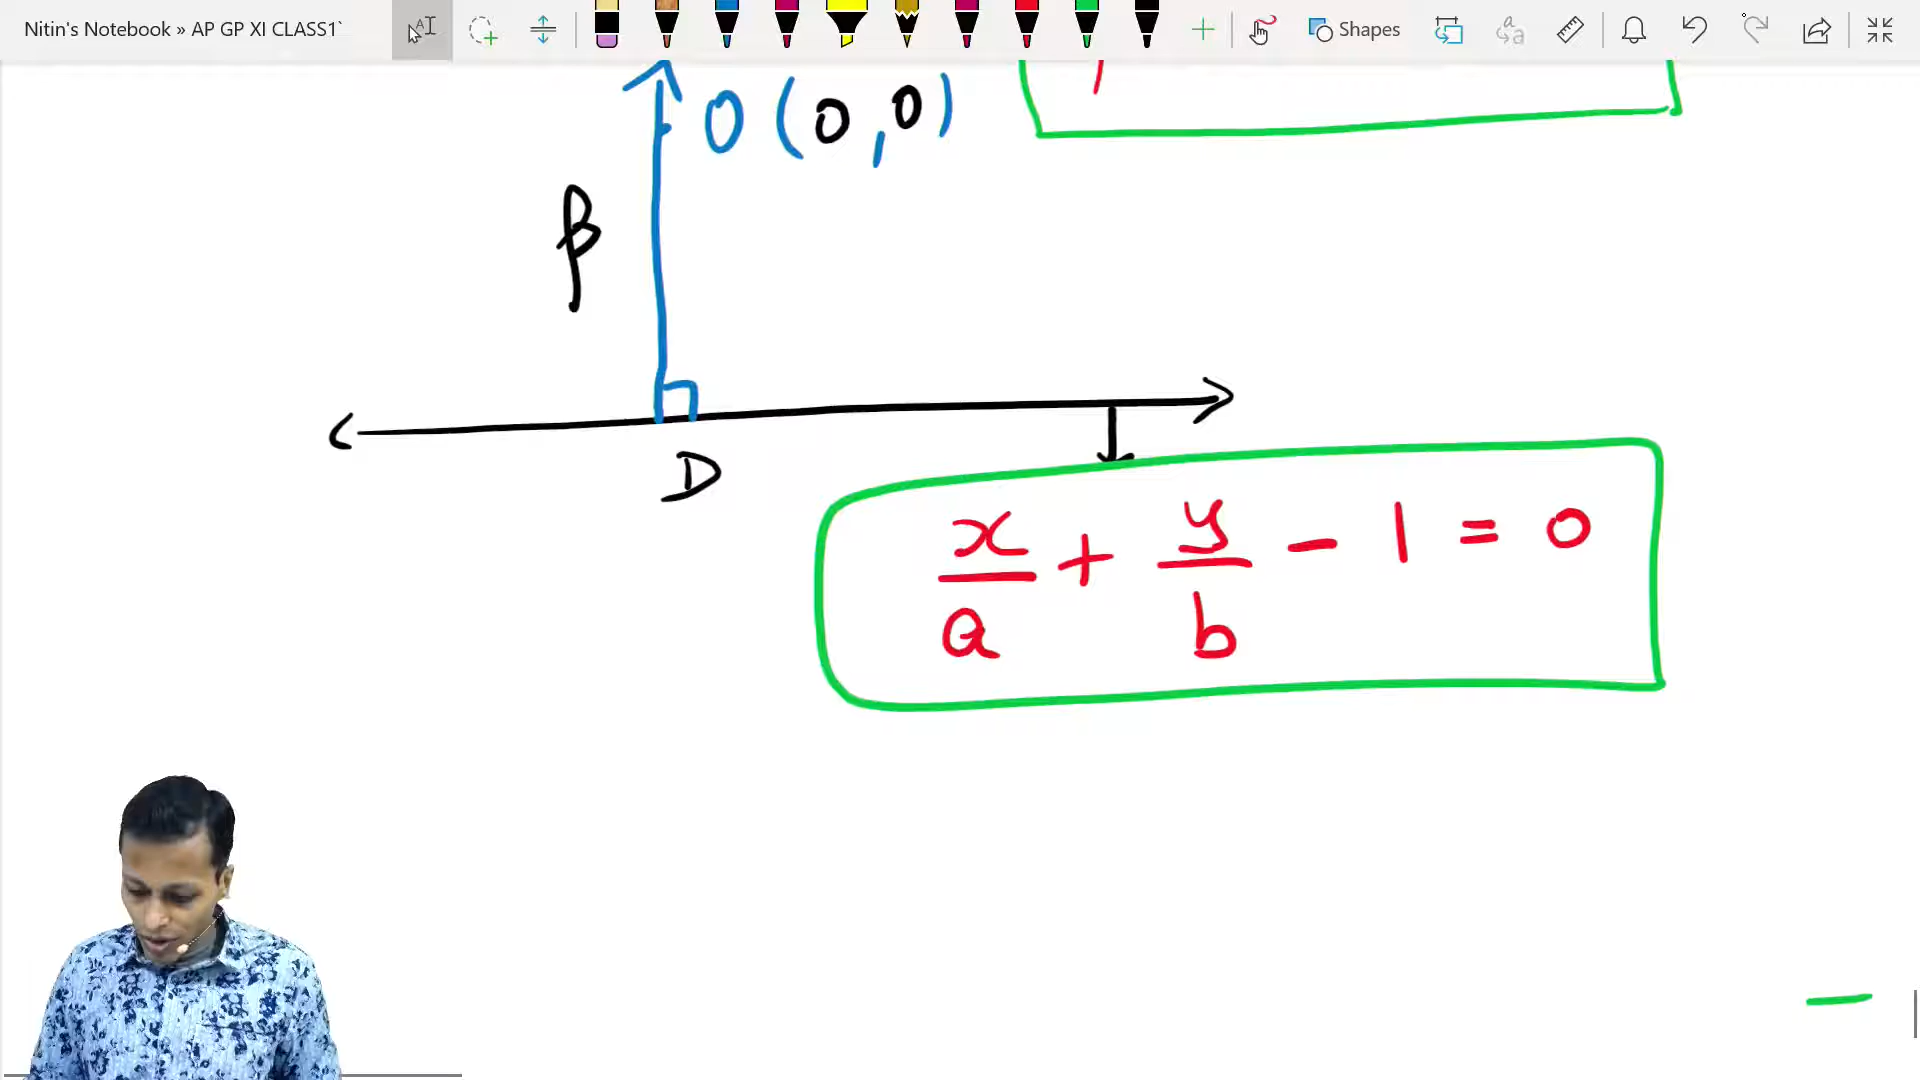 Nitin's Notebook » AP GP XI CLASS1`
Shapes
O (0,0)
p
D
x/a + y/b - 1 = 0